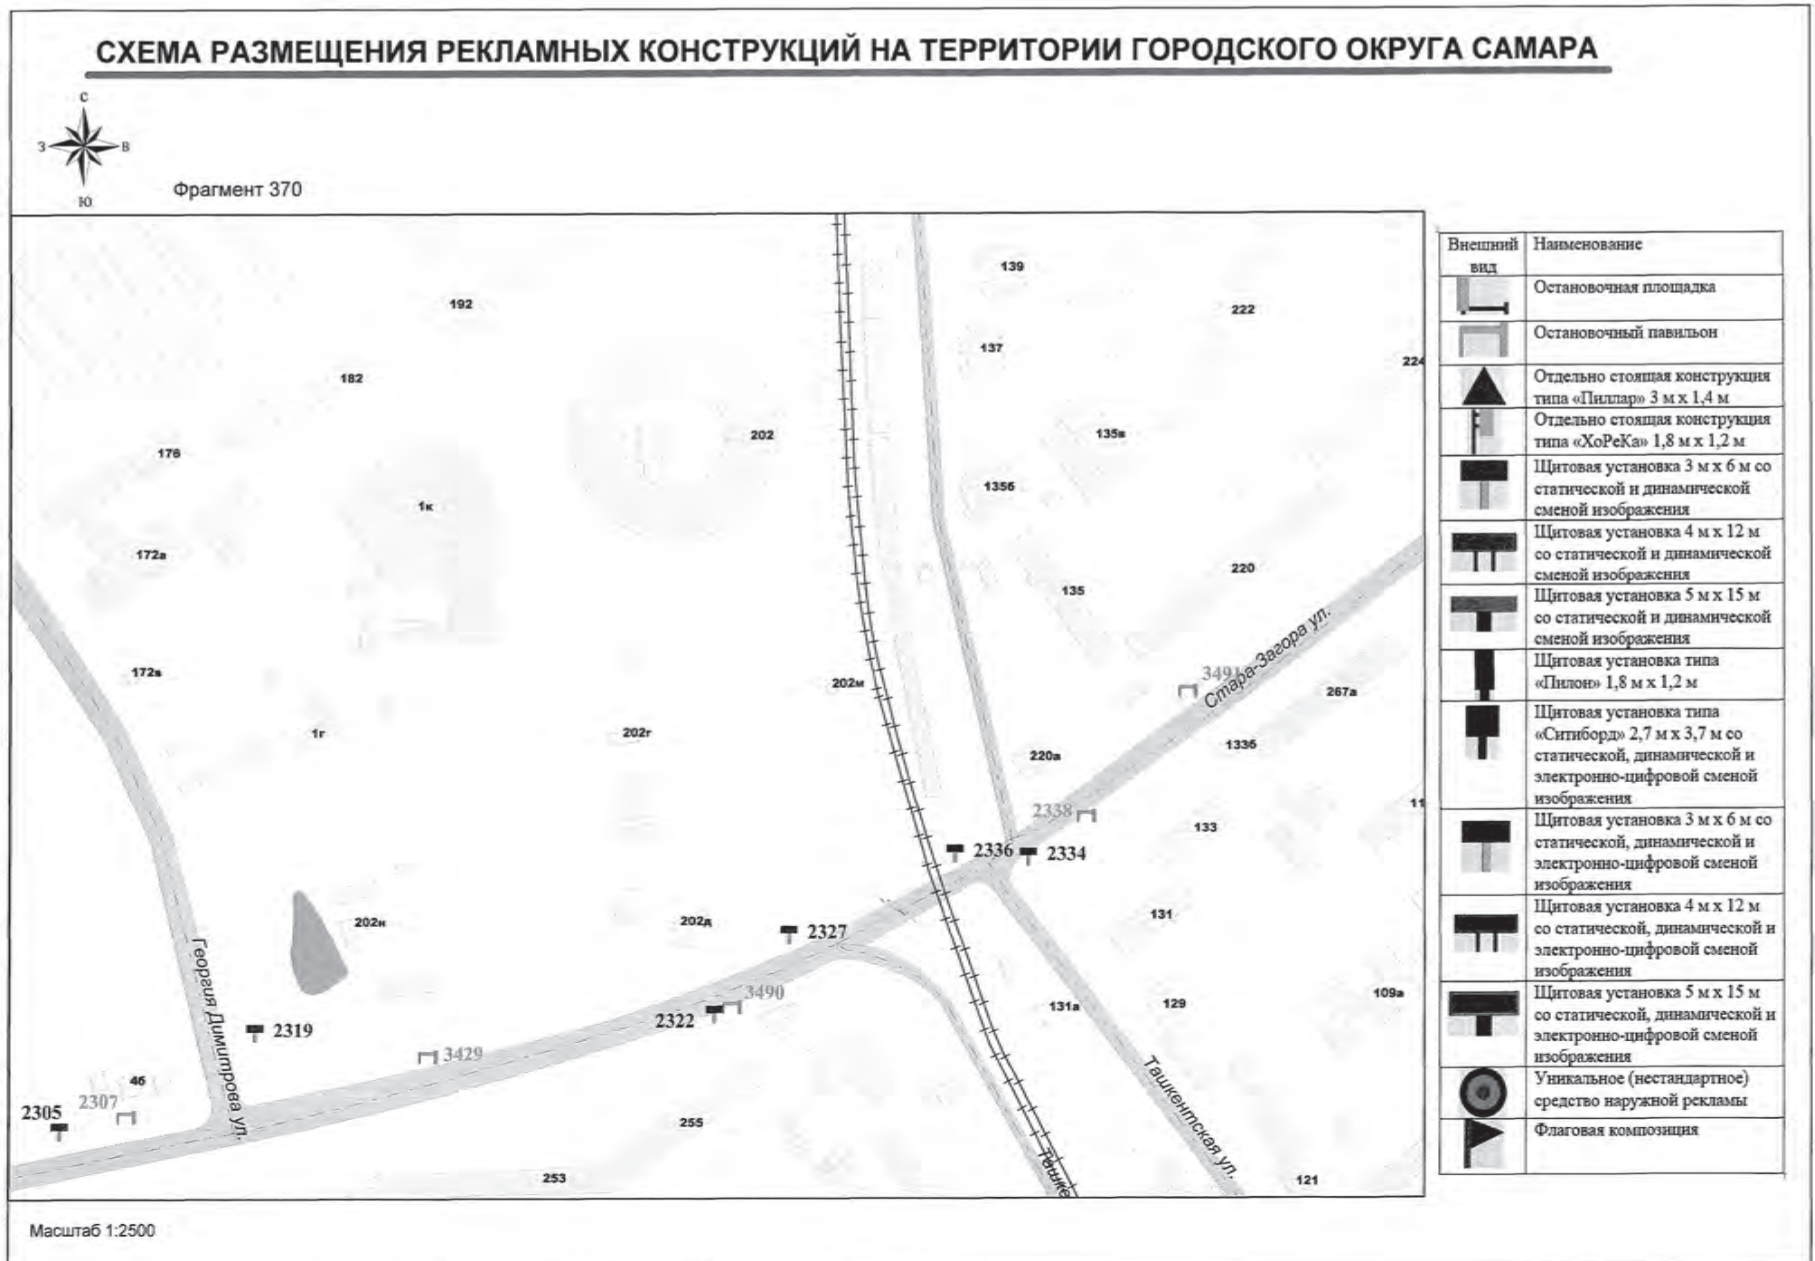 СХЕМА РАЗМЕЩЕНИЯ РЕКЛАМНЫХ КОНСТРУКЦИЙ НА ТЕРРИТОРИИ ГОРОДСКОГО ОКРУГА САМАРА
С
З В
Ю
Фрагмент 370
139
192
222
137
224
182
202
135в
176
1к
135б
172а
220
135
Стара-Загора ул.
3491
172в
202м
267а
1г
202г
133б
220а
11
2338
133
2336
2334
131
202н
202д
2327
Георгия Димитрова ул.
3490
109а
131а
129
2322
2319
3429
Ташкентская ул.
4б
2307
2305
255
Ташке
253
121
Внешний вид
Наименование
Остановочная площадка
Остановочный павильон
Отдельно стоящая конструкция
типа «Пиллар» 3 м х 1,4 м
Отдельно стоящая конструкция
типа «ХоРеКа» 1,8 м х 1,2 м
Щитовая установка 3 м х 6 м со
статической и динамической
сменой изображения
Щитовая установка 4 м х 12 м
со статической и динамической
сменой изображения
Щитовая установка 5 м х 15 м
со статической и динамической
сменой изображения
Щитовая установка типа
«Пилон» 1,8 м х 1,2 м
Щитовая установка типа
«Ситиборд» 2,7 м х 3,7 м со
статической, динамической и
электронно-цифровой сменой
изображения
Щитовая установка 3 м х 6 м со
статической, динамической и
электронно-цифровой сменой
изображения
Щитовая установка 4 м х 12 м
со статической, динамической и
электронно-цифровой сменой
изображения
Щитовая установка 5 м х 15 м
со статической, динамической и
электронно-цифровой сменой
изображения
Уникальное (нестандартное)
средство наружной рекламы
Флаговая композиция
Масштаб 1:2500